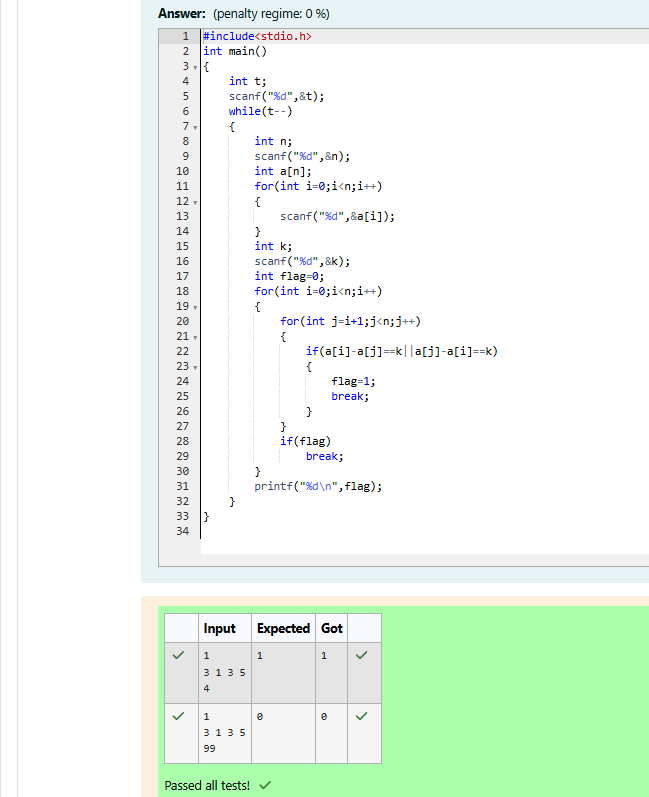 Answer: (penalty regime: 0 %)
1 #include<stdio.h>
2 int main()
3 {
4     int t;
5     scanf("%d",&t);
6     while(t--)
7     {
8         int n;
9         scanf("%d",&n);
10         int a[n];
11         for(int i=0;i<n;i++)
12         {
13             scanf("%d",&a[i]);
14         }
15         int k;
16         scanf("%d",&k);
17         int flag=0;
18         for(int i=0;i<n;i++)
19         {
20             for(int j=i+1;j<n;j++)
21             {
22                 if(a[i]-a[j]==k||a[j]-a[i]==k)
23                 {
24                     flag=1;
25                     break;
26                 }
27             }
28             if(flag)
29                 break;
30         }
31         printf("%d\n",flag);
32     }
33 }
34
Input Expected Got
1 1 1
3 1 3 5
4
1 0 0
3 1 3 5
99
Passed all tests!